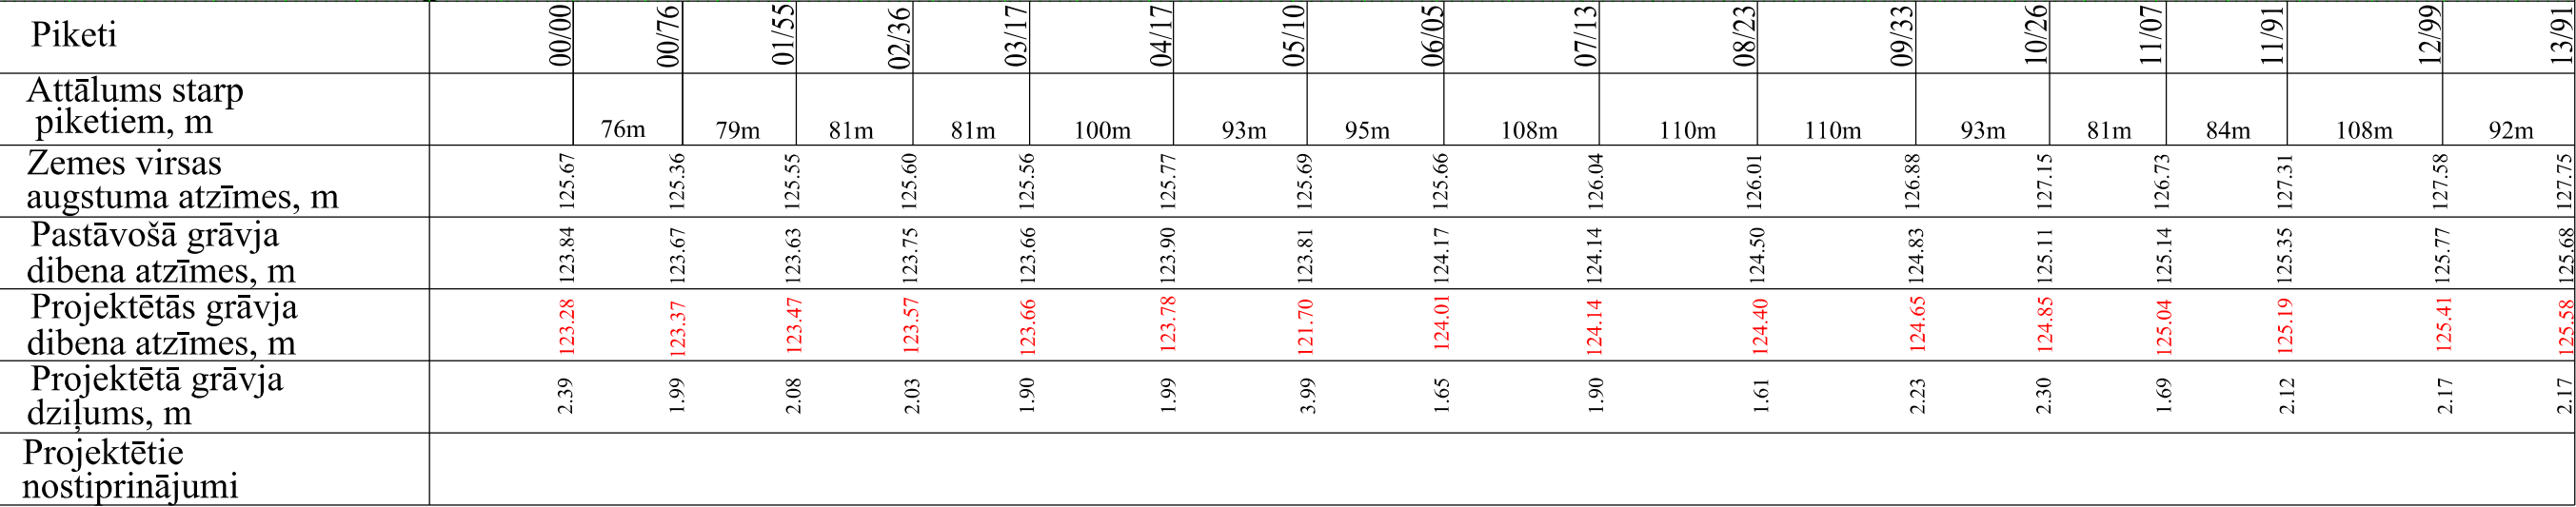 Piketi 00/00 00/76 01/55 02/36 03/17 04/17 05/10 06/05 07/13 08/23 09/33 10/26 11/07 11/91 12/99 13/91
Attālums starp
piketiem, m 76m 79m 81m 81m 100m 93m 95m 108m 110m 110m 93m 81m 84m 108m 92m
Zemes virsas
augstuma atzīmes, m 125.67 125.36 125.55 125.60 125.56 125.77 125.69 125.66 126.04 126.01 126.88 127.15 126.73 127.31 127.58 127.75
Pastāvošā grāvja
dibena atzīmes, m 123.84 123.67 123.63 123.75 123.66 123.90 123.81 124.17 124.14 124.50 124.83 125.11 125.14 125.35 125.77 125.68
Projektētās grāvja
dibena atzīmes, m 123.28 123.37 123.47 123.57 123.66 123.78 121.70 124.01 124.14 124.40 124.65 124.85 125.04 125.19 125.41 125.58
Projektētā grāvja
dziļums, m 2.39 1.99 2.08 2.03 1.90 1.99 3.99 1.65 1.90 1.61 2.23 2.30 1.69 2.12 2.17 2.17
Projektētie
nostiprinājumi